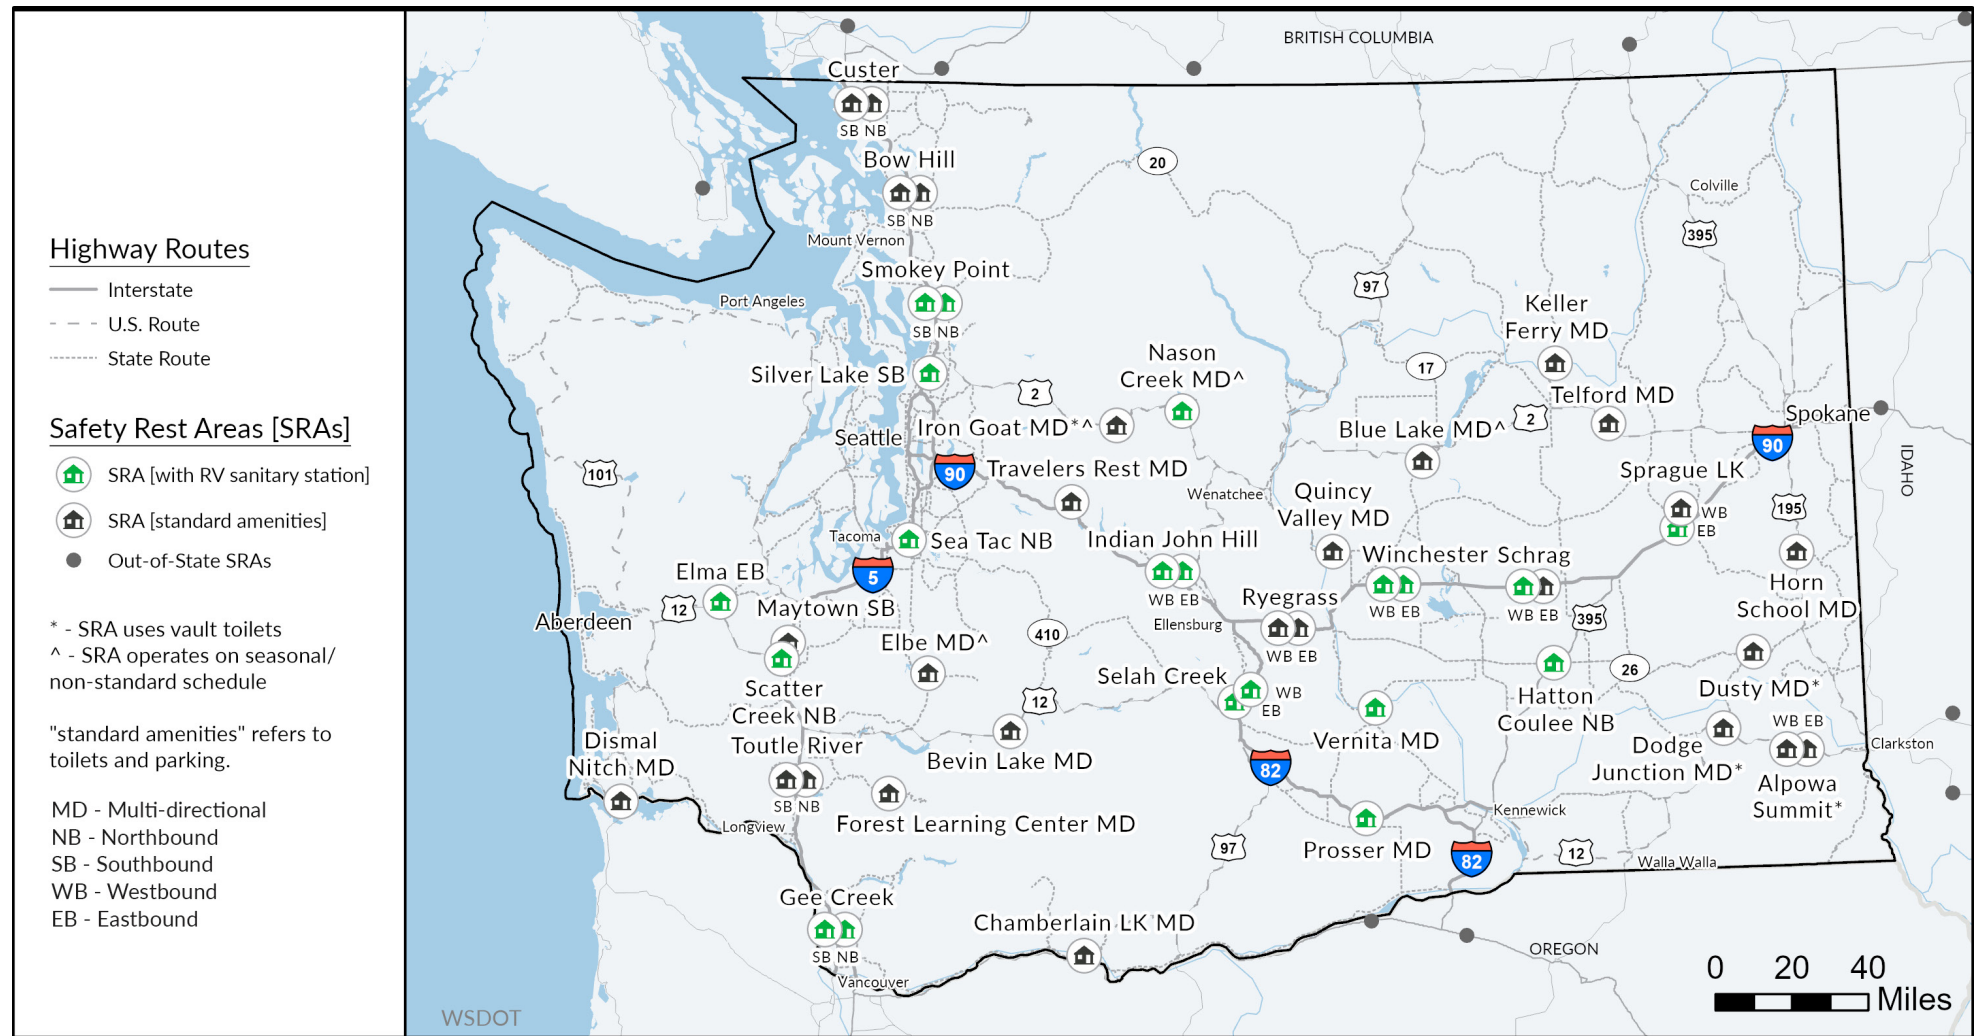 Highway Routes
Interstate
U.S. Route
State Route
Safety Rest Areas [SRAs]
SRA [with RV sanitary station]
SRA [standard amenities]
Out-of-State SRAs
* - SRA uses vault toilets
^ - SRA operates on seasonal/
non-standard schedule
"standard amenities" refers to
toilets and parking.
MD - Multi-directional
NB - Northbound
SB - Southbound
WB - Westbound
EB - Eastbound
BRITISH COLUMBIA
Custer
SB NB
Bow Hill
SB NB
20
Colville
395
Mount Vernon
Smokey Point
SB NB
Port Angeles
97
Keller
Ferry MD
Silver Lake SB
2
Nason
Creek MD^
17
Telford MD
2
Spokane
90
Seattle
Iron Goat MD*^
Blue Lake MD^
IDAHO
101
90
Travelers Rest MD
Wenatchee
Sprague LK
WB
EB
195
Quincy
Valley MD
Tacoma
Sea Tac NB
Indian John Hill
WB EB
Winchester
WB EB
Schrag
WB EB
Horn
School MD
5
Elma EB
12
Aberdeen
Maytown SB
Elbe MD^
410
Ellensburg
Ryegrass
WB EB
395
26
Scatter
Creek NB
Selah Creek
WB
EB
12
Hatton
Coulee NB
Dusty MD*
Dismal
Nitch MD
Toutle River
SB NB
Bevin Lake MD
Vernita MD
Dodge
Junction MD*
WB EB
Alpowa
Summit*
Clarkston
82
Longview
Forest Learning Center MD
97
Prosser MD
Kennewick
82
12
Walla Walla
Gee Creek
SB NB
Vancouver
Chamberlain LK MD
OREGON
0 20 40
Miles
WSDOT